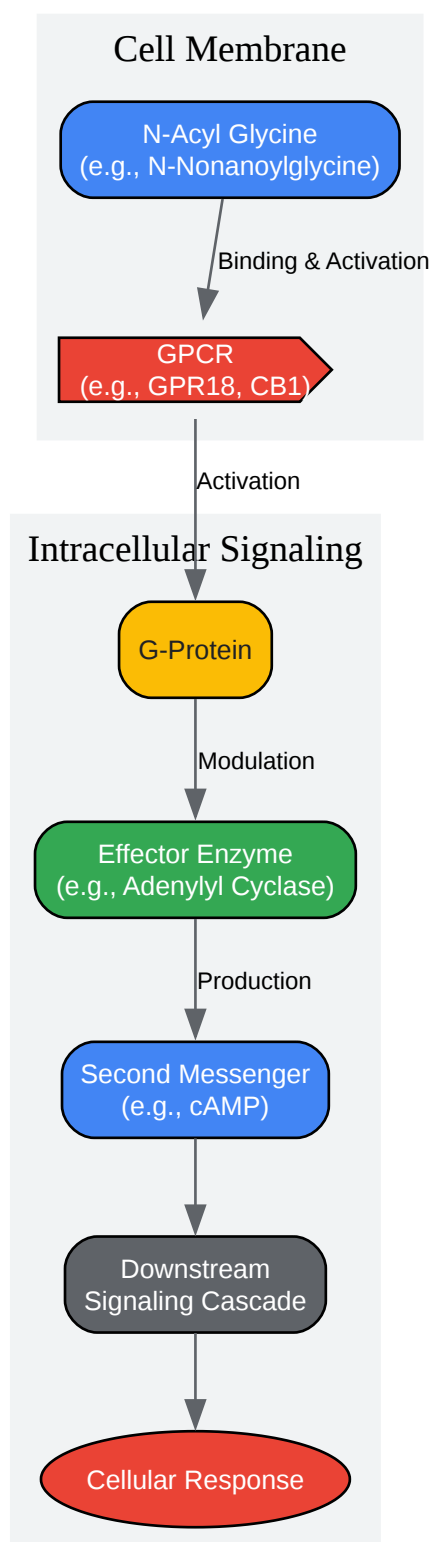 Cell Membrane
N-Acyl Glycine
(e.g., N-Nonanoylglycine)
Binding & Activation
GPCR
(e.g., GPR18, CB1)
Activation
Intracellular Signaling
G-Protein
Modulation
Effector Enzyme
(e.g., Adenylyl Cyclase)
Production
Second Messenger
(e.g., cAMP)
Downstream
Signaling Cascade
Cellular Response